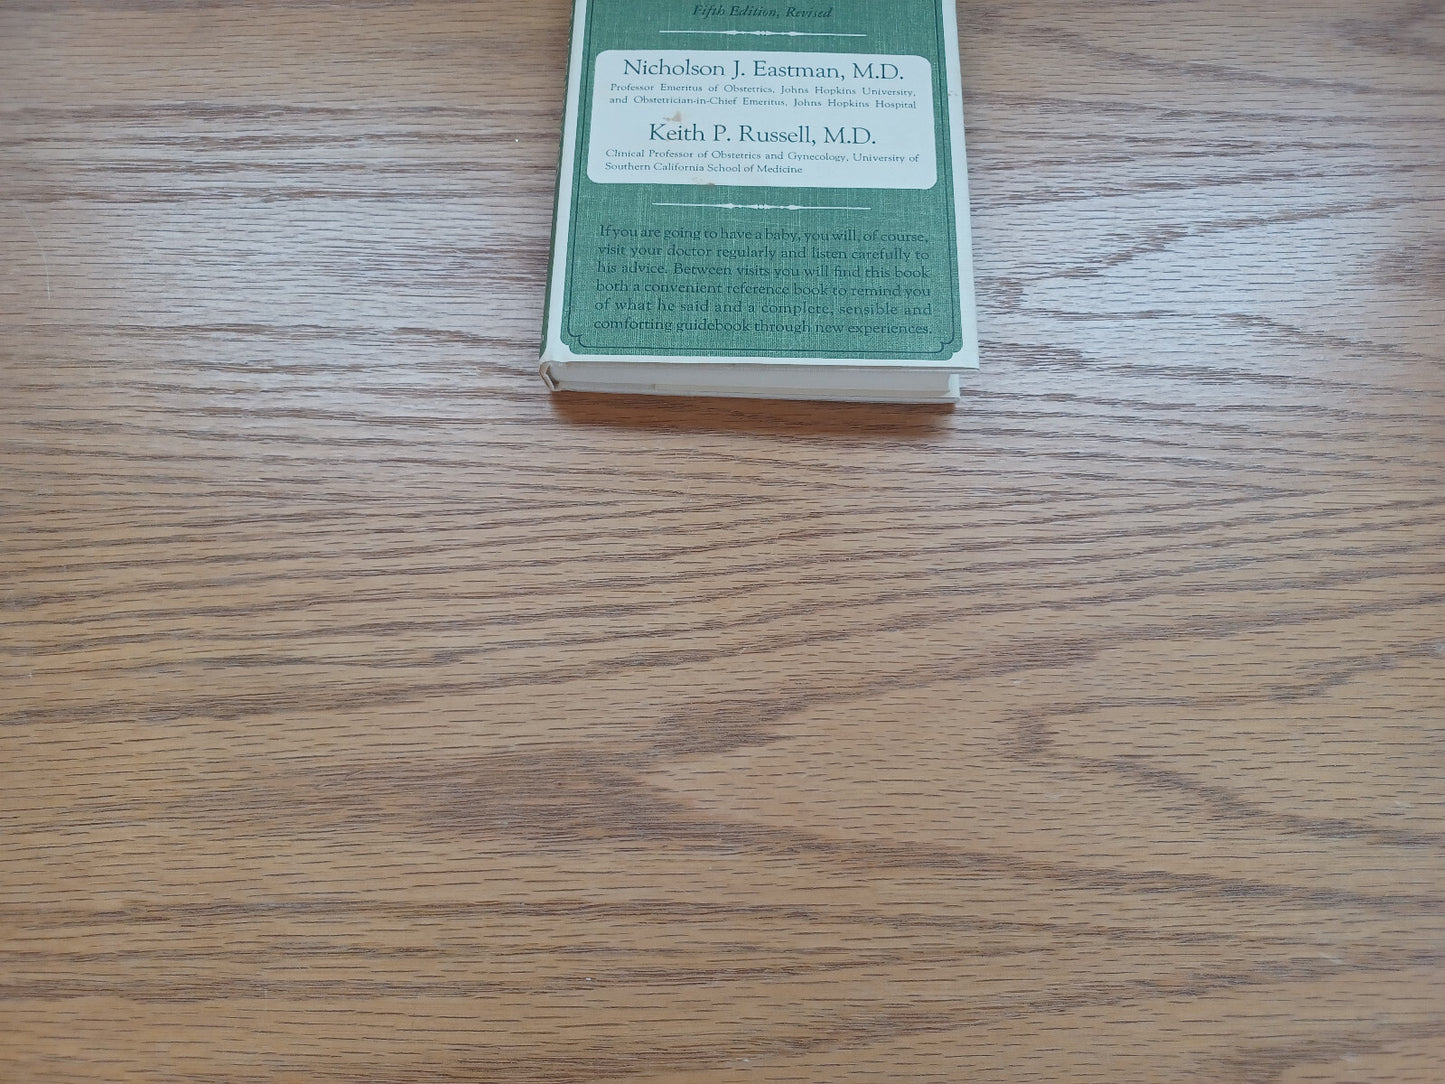 Fifth Edition, Revised
Nicholson J. Eastman, M.D.
Professor Emeritus of Obstetrics, Johns Hopkins University,
and Obstetrician-in-Chief Emeritus, Johns Hopkins Hospital
Keith P. Russell, M.D.
Clinical Professor of Obstetrics and Gynecology, University of
Southern California School of Medicine
If you are going to have a baby, you will, of course,
visit your doctor regularly and listen carefully to
his advice. Between visits you will find this book
both a convenient reference book to remind you
of what he said and a complete, sensible and
comforting guidebook through new experiences.